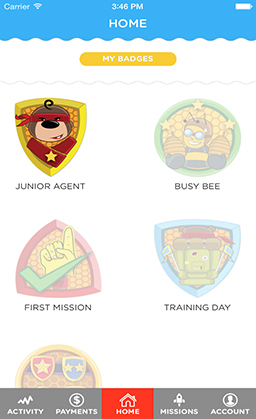 Carrier 3:46 PM
HOME
MY BADGES
JUNIOR AGENT BUSY BEE
FIRST MISSION TRAINING DAY
ACTIVITY PAYMENTS HOME MISSIONS ACCOUNT